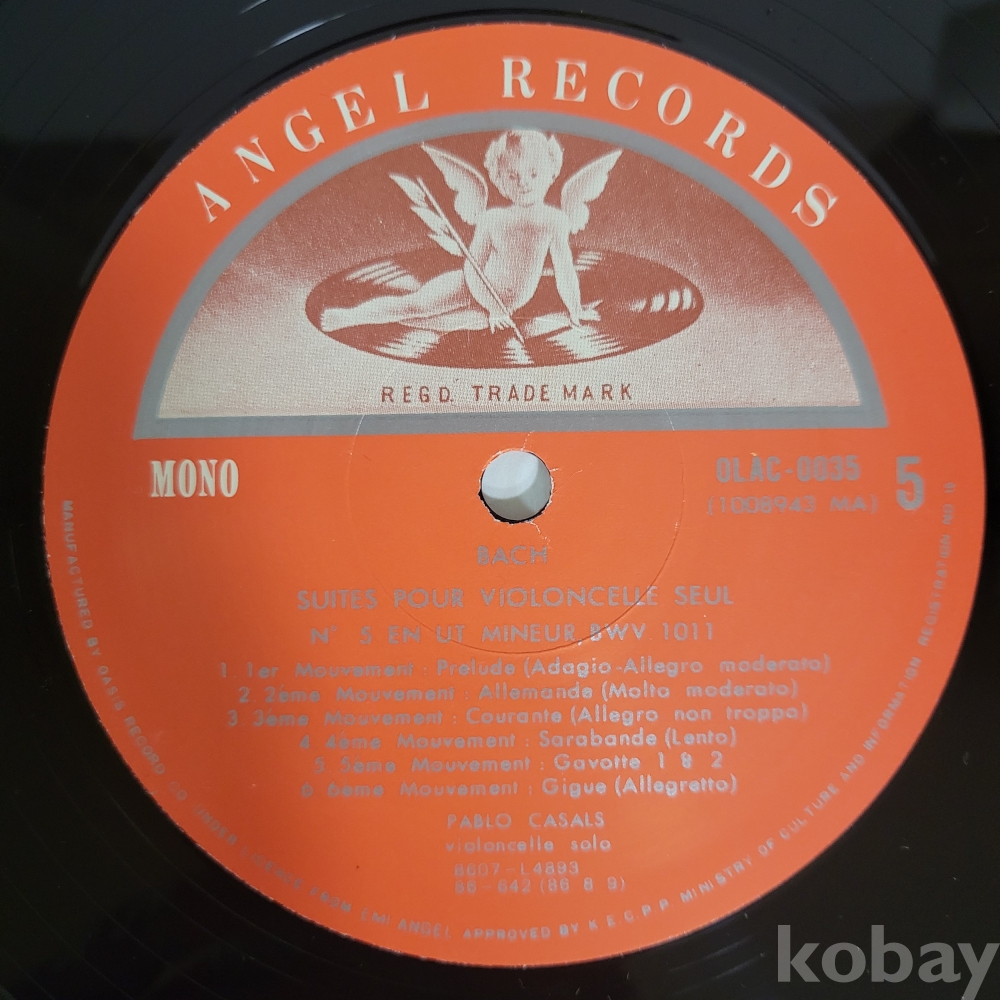 ANGEL RECORDS
REGD. TRADE MARK
MONO
OLAC-0035
(1008943 MA)
5
BACH
SUITES POUR VIOLONCELLE SEUL
N° 5 EN UT MINEUR, BWV 1011
1. 1er Mouvement : Prelude (Adagio-Allegro moderato)
2. 2ème Mouvement : Allemande (Molto moderato)
3. 3ème Mouvement : Courante (Allegro non troppo)
4. 4ème Mouvement : Sarabande (Lento)
5. 5ème Mouvement : Gavotte 1 & 2
6. 6ème Mouvement : Gigue (Allegretto)
PABLO CASALS
violoncelle solo
8607-L4893
86-642 (86 8 9)
MANUFACTURED BY OASIS RECORD CO UNDER LICENCE FROM EMI ANGEL APPROVED BY K E C P P MINISTRY OF CULTURE AND INFORMATION REGISTRATION NO 10
kobay